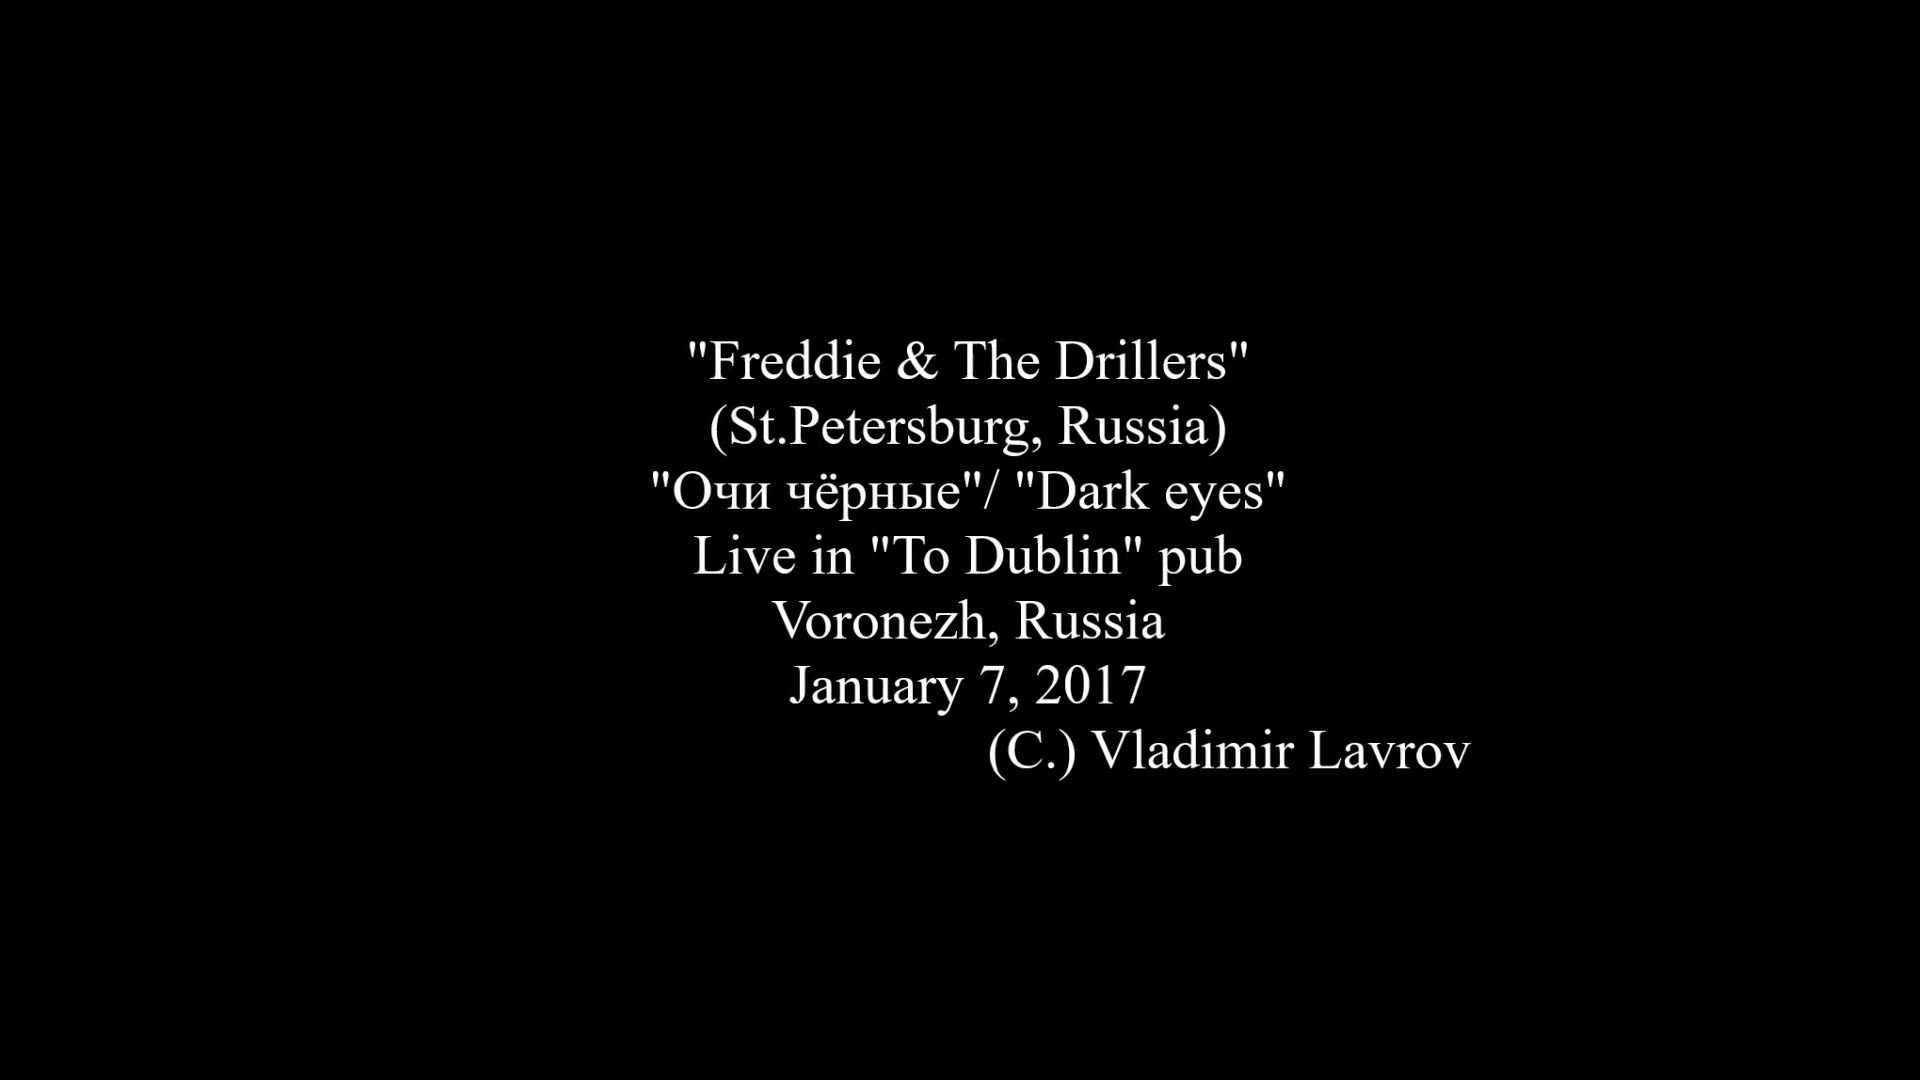 "Freddie & The Drillers"
(St.Petersburg, Russia)
"Очи чёрные"/ "Dark eyes"
Live in "To Dublin" pub
Voronezh, Russia
January 7, 2017
(C.) Vladimir Lavrov